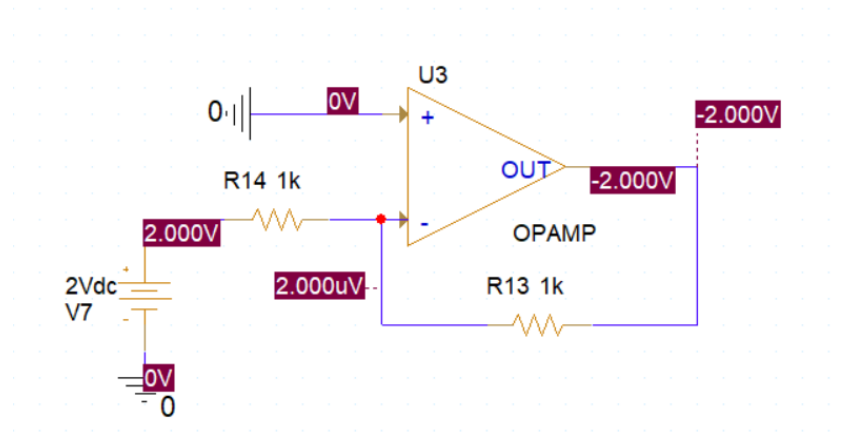 U3
-2.000V
0V
0
+
R14 1k
OUT
-2.000V
2.000V
-
OPAMP
+
2Vdc
V7
2.000uV
R13 1k
-
0V
0